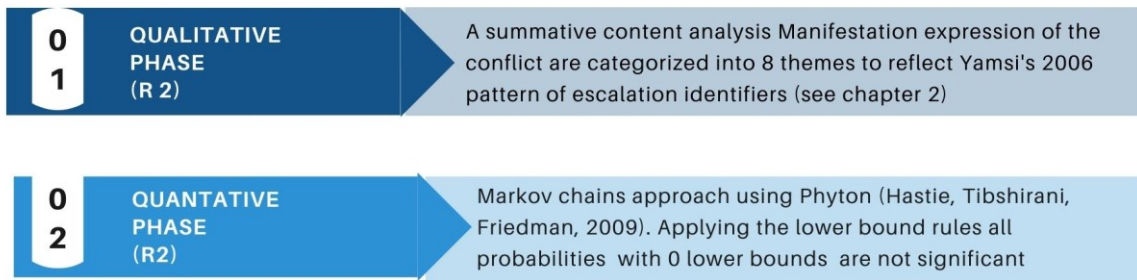 0
1
QUALITATIVE
PHASE
(R 2)
A summative content analysis Manifestation expression of the
conflict are categorized into 8 themes to reflect Yamsi's 2006
pattern of escalation identifiers (see chapter 2)
0
2
QUANTATIVE
PHASE
(R2)
Markov chains approach using Phyton (Hastie, Tibshirani,
Friedman, 2009). Applying the lower bound rules all
probabilities with 0 lower bounds are not significant